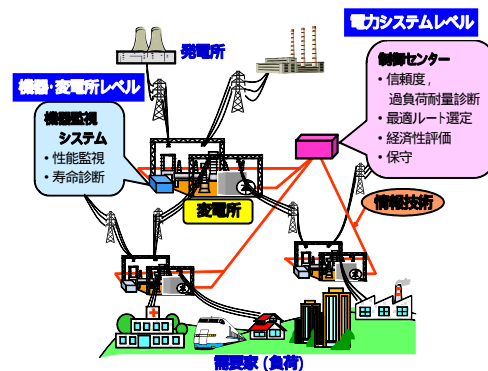 電力システムレベル
発電所
制御センター
・信頼度，
過負荷耐量診断
・最適ルート選定
・経済性評価
・保守
機器・変電所レベル
機器監視
システム
・性能監視
・寿命診断
変電所
情報技術
需要家（負荷）